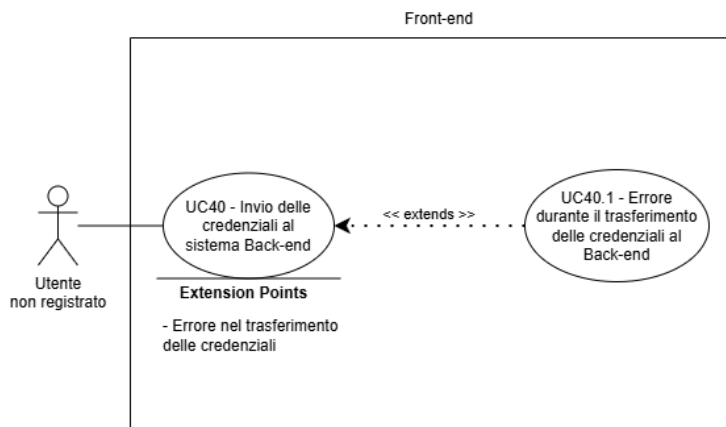 Front-end
UC40 - Invio delle
credenziali al
sistema Back-end
<< extends >>
UC40.1 - Errore
durante il trasferimento
delle credenziali al
Back-end
Utente
non registrato
Extension Points
- Errore nel trasferimento
delle credenziali